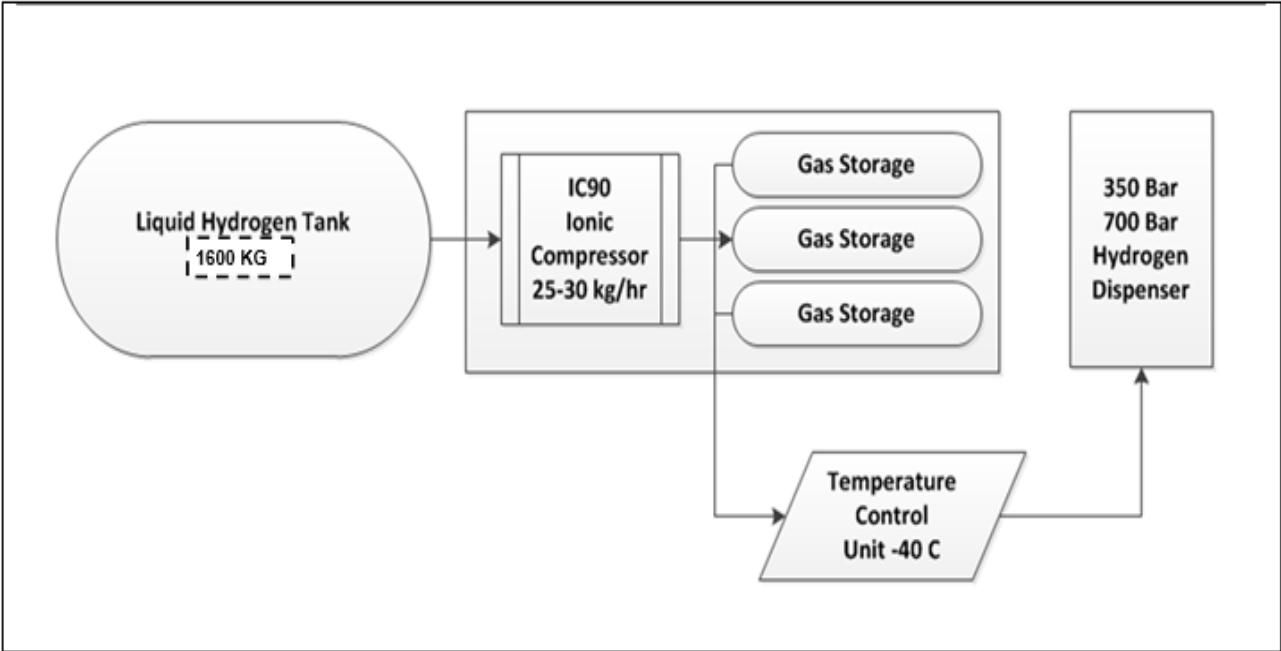 Liquid Hydrogen Tank
1600 KG
IC90
Ionic
Compressor
25-30 kg/hr
Gas Storage
Gas Storage
Gas Storage
350 Bar
700 Bar
Hydrogen
Dispenser
Temperature
Control
Unit -40 C